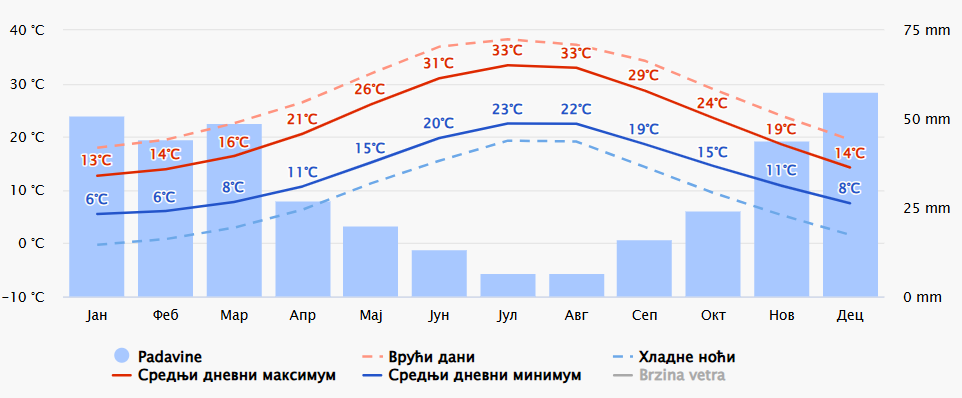 40 °C
75 mm
30 °C
50 mm
20 °C
10 °C
25 mm
0 °C
-10 °C
0 mm
13°C 14°C 16°C 21°C 26°C 31°C 33°C 33°C 29°C 24°C 19°C 14°C
6°C 6°C 8°C 11°C 15°C 20°C 23°C 22°C 19°C 15°C 11°C 8°C
Јан Феб Мар Апр Мај Јун Јул Авг Сеп Окт Нов Дец
Padavine Врући дани Хладне ноћи
Средњи дневни максимум Средњи дневни минимум Brzina vetra